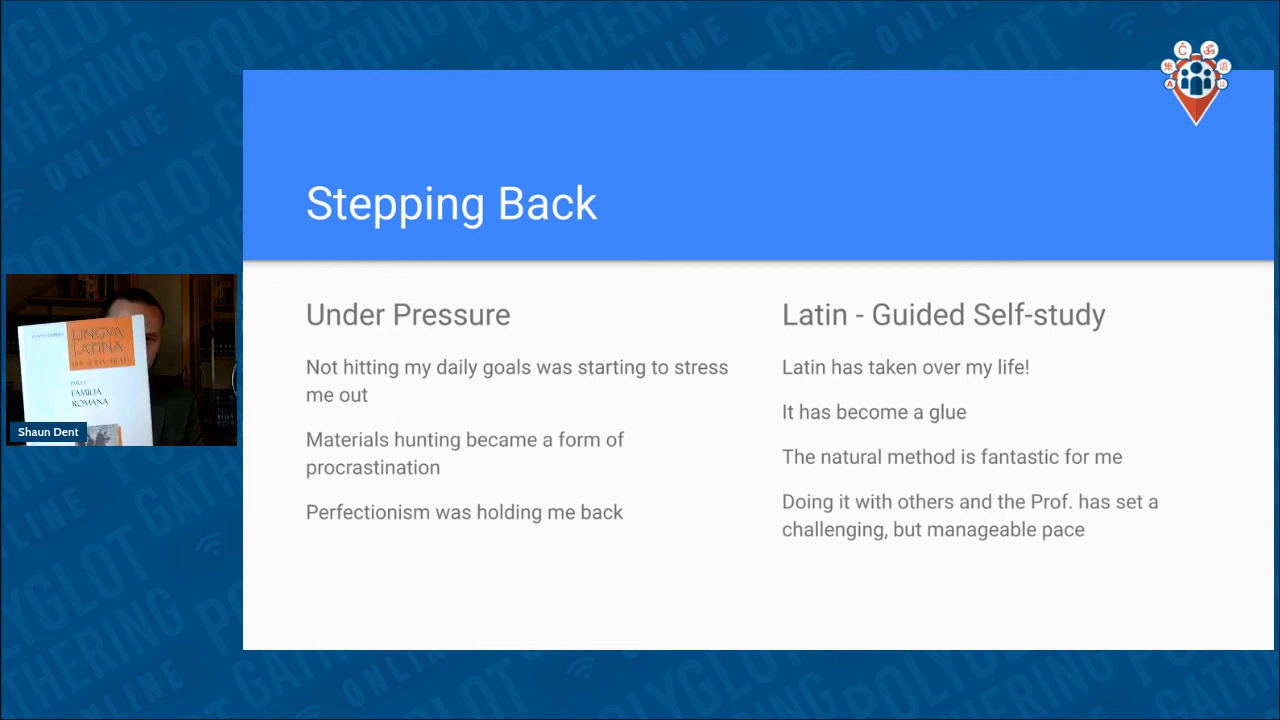 Stepping Back
Under Pressure
Not hitting my daily goals was starting to stress
me out
Materials hunting became a form of
procrastination
Perfectionism was holding me back
Latin - Guided Self-study
Latin has taken over my life!
It has become a glue
The natural method is fantastic for me
Doing it with others and the Prof. has set a
challenging, but manageable pace
LINGVA
LATINA
FAMILIA
ROMANA
Shaun Dent
POLYGLOT
GATHERING
ONLINE